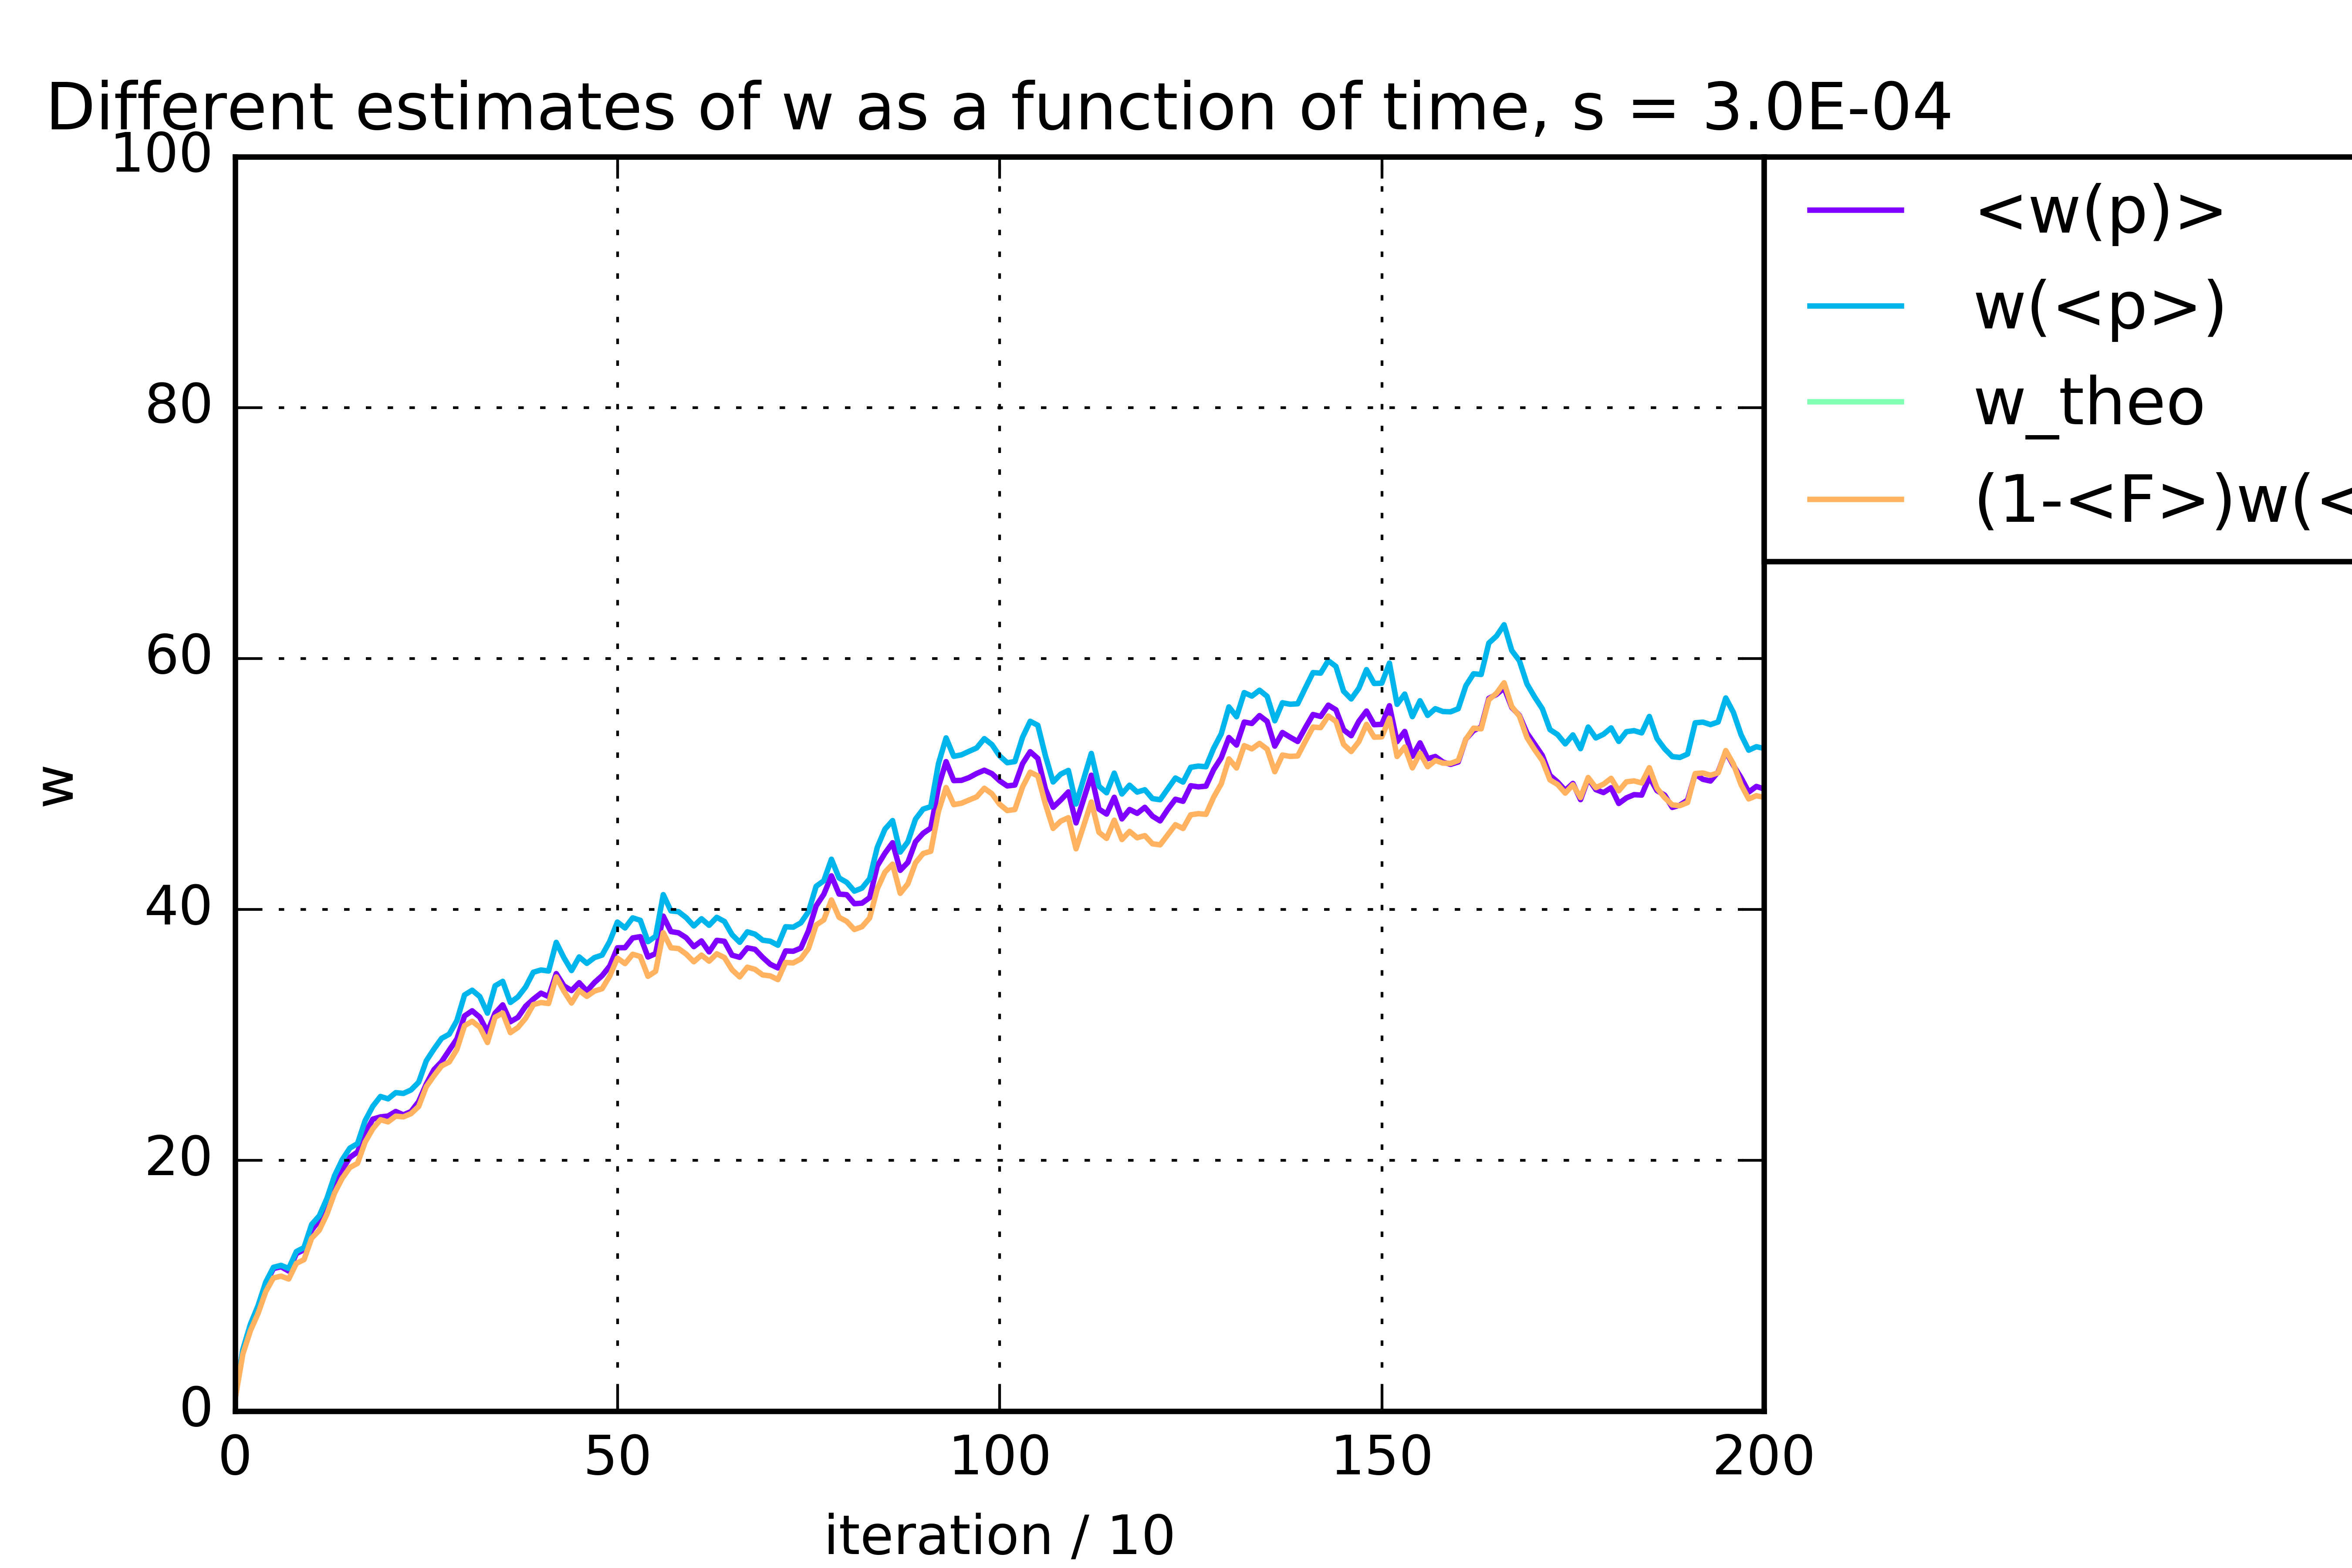 Different estimates of w as a function of time, s = 3.0E-04
100
80
60
40
20
0
w
0 50 100 150 200
iteration / 10
<w(p)>
w(<p>)
w_theo
(1-<F>)w(<